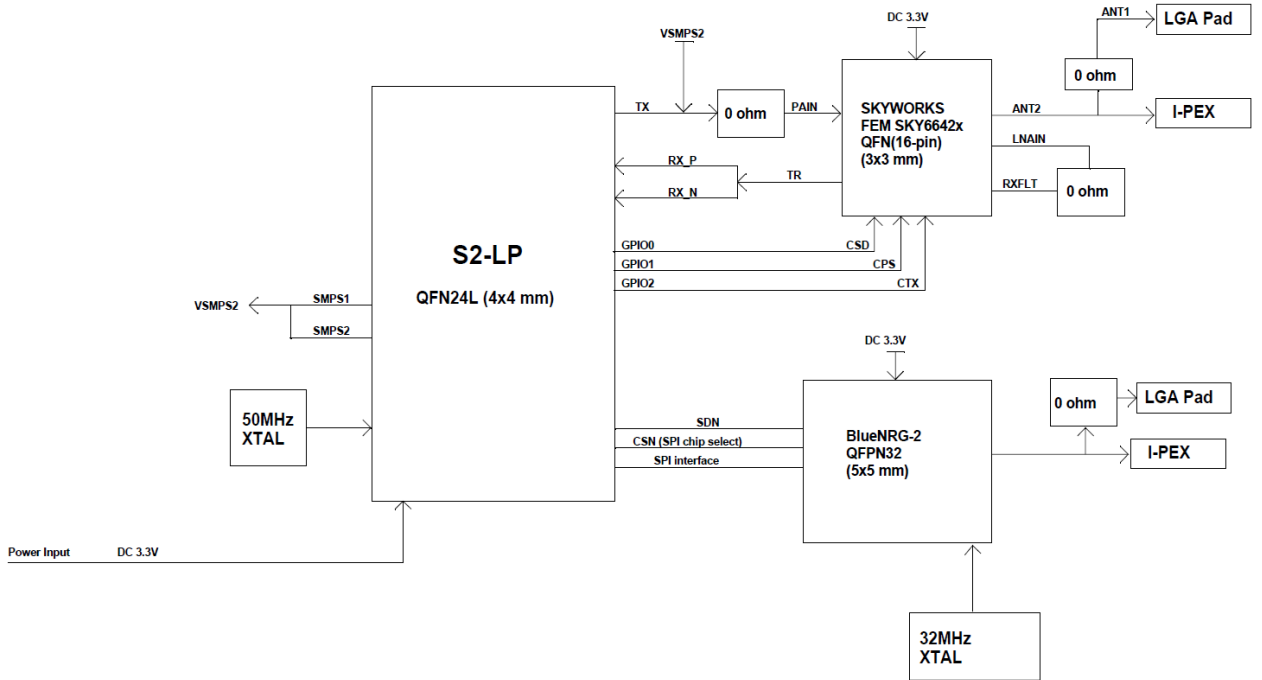 ANT1
LGA Pad
DC 3.3V
VSMPS2
0 ohm
TX
0 ohm
PAIN
SKYWORKS
FEM SKY6642x
QFN(16-pin)
(3x3 mm)
ANT2
I-PEX
LNAIN
RX_P
TR
RXFLT
0 ohm
RX_N
S2-LP
QFN24L (4x4 mm)
GPIO0
CSD
GPIO1
CPS
GPIO2
CTX
VSMPS2
SMPS1
SMPS2
DC 3.3V
50MHz
XTAL
SDN
CSN (SPI chip select)
SPI interface
BlueNRG-2
QFPN32
(5x5 mm)
0 ohm
LGA Pad
I-PEX
Power Input DC 3.3V
32MHz
XTAL